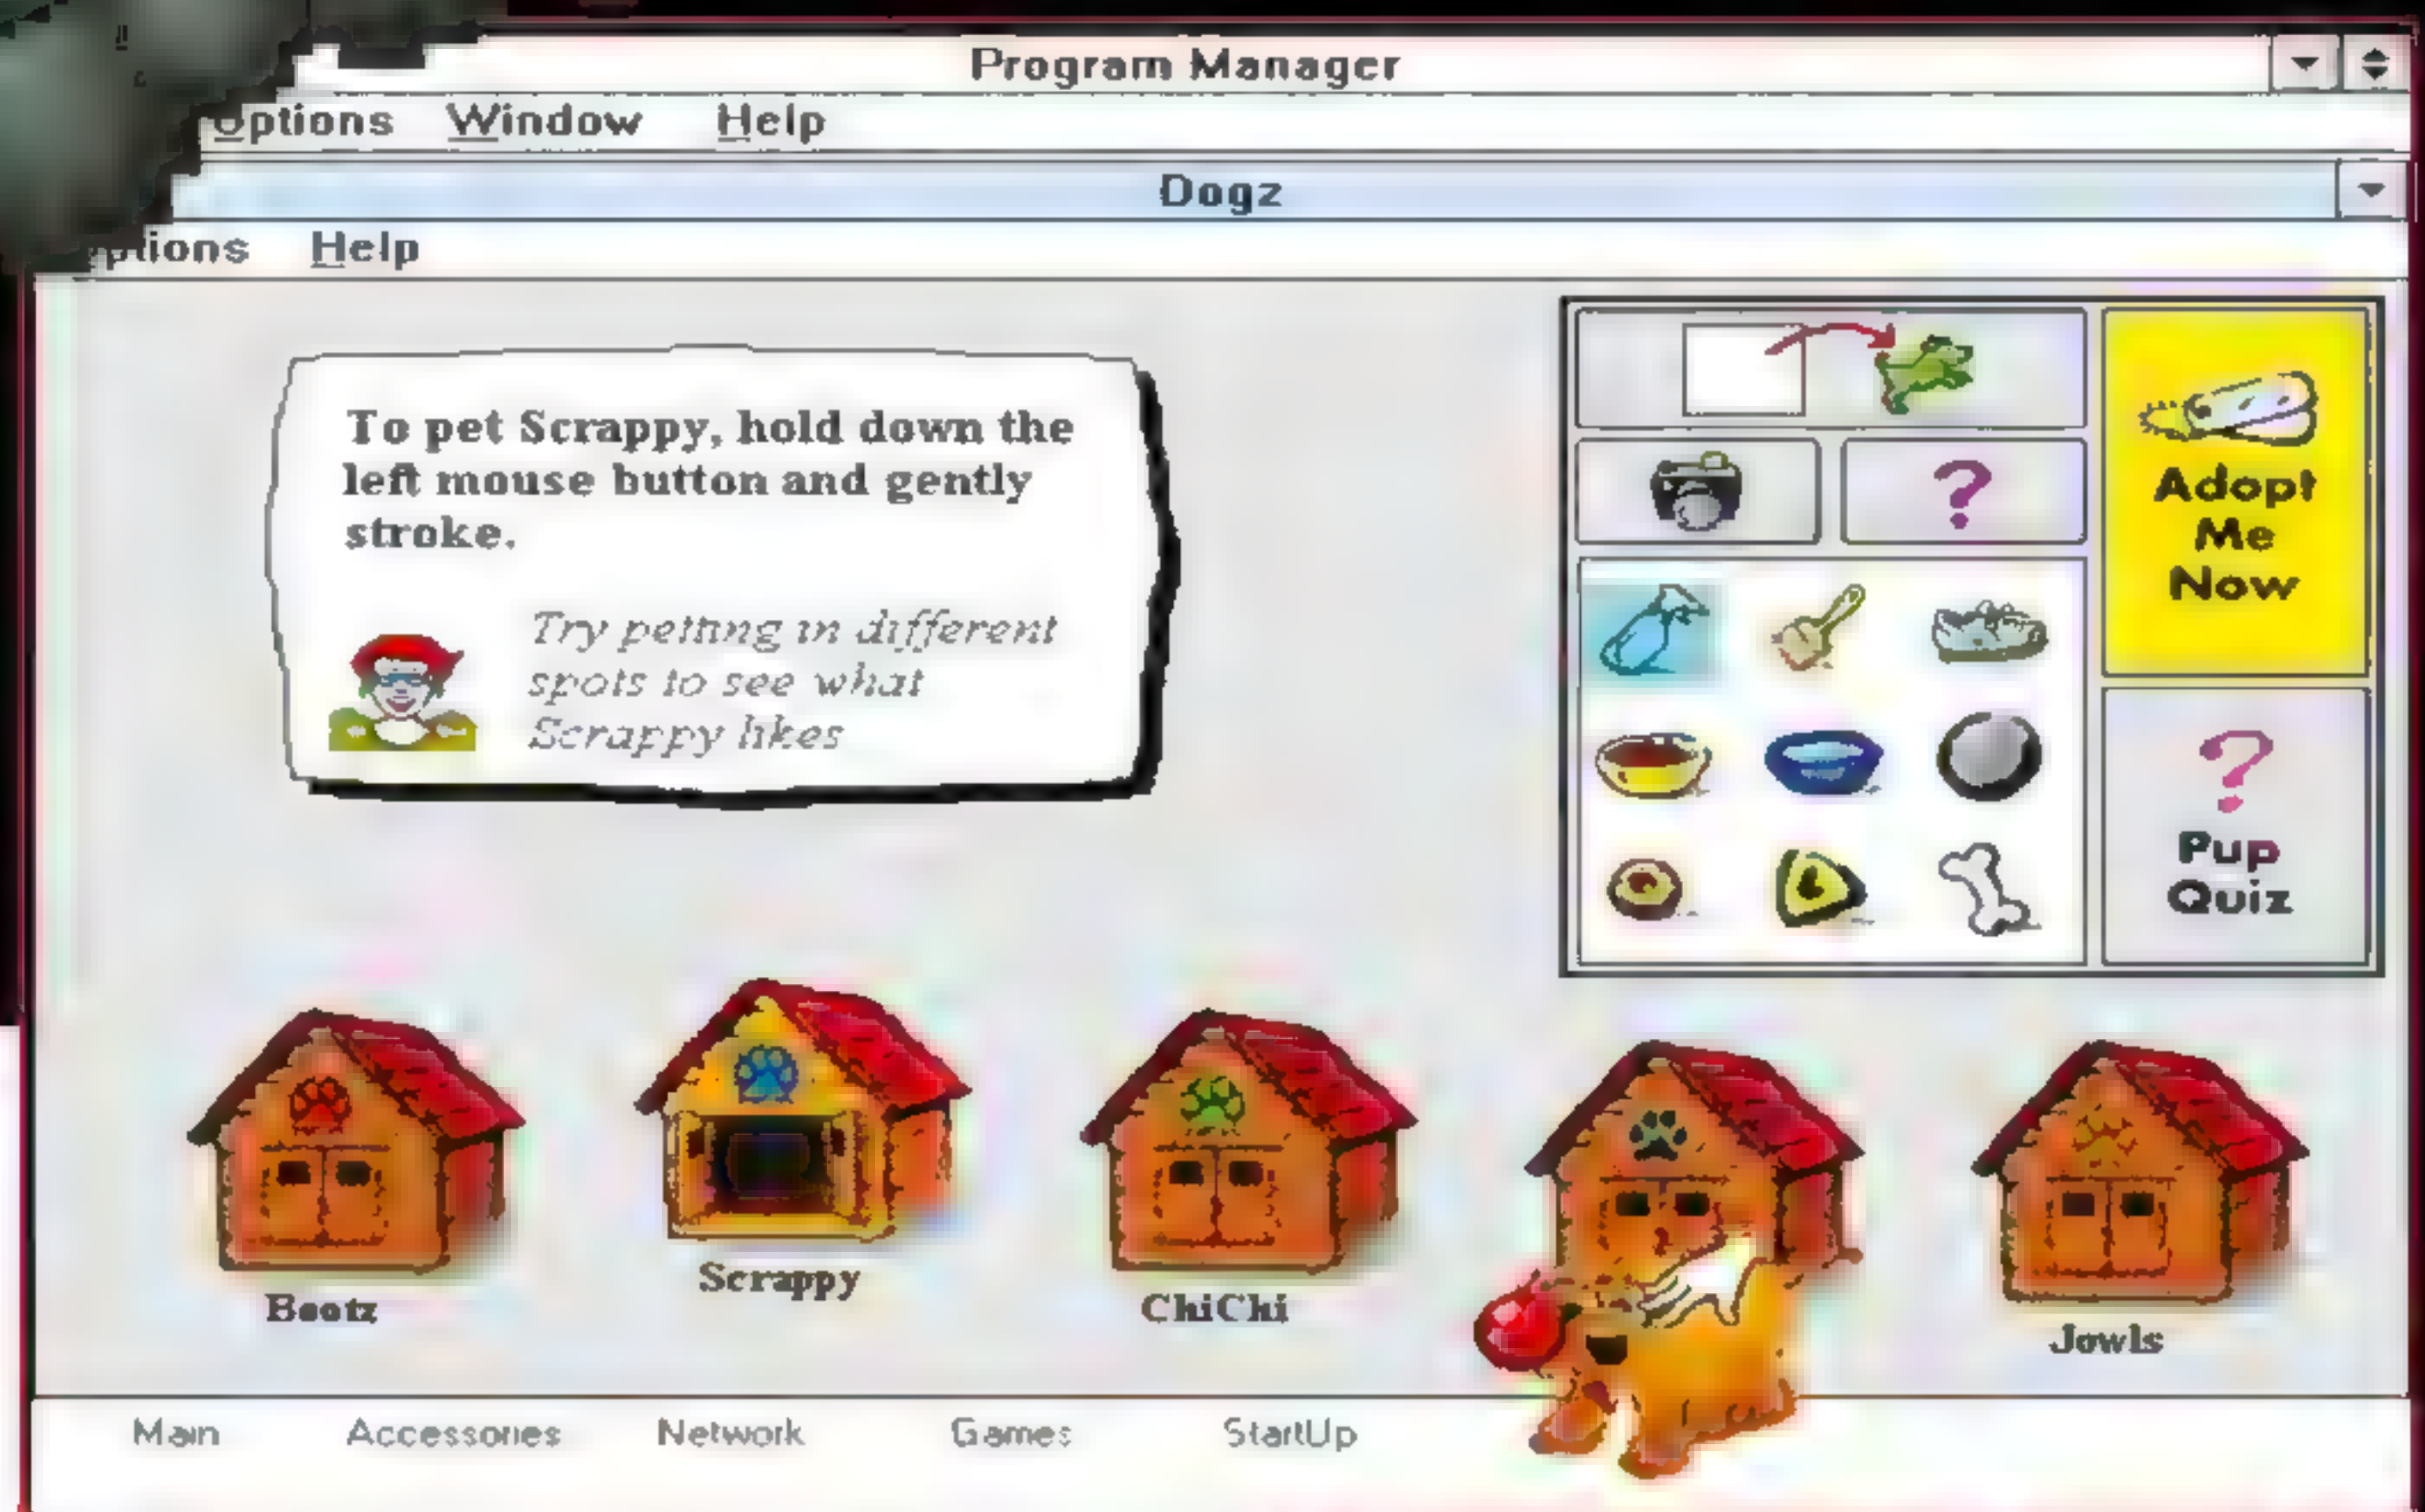 Program Manager
Options Window Help
Dogz
ptions Help
To pet Scrappy, hold down the
left mouse button and gently
stroke.
Try petting in different
spots to see what
Scrappy likes
?
Adopt
Me
Now
?
Pup
Quiz
Bootz
Scrappy
ChiChi
Jowls
Main
Accessories
Network
Games
StartUp